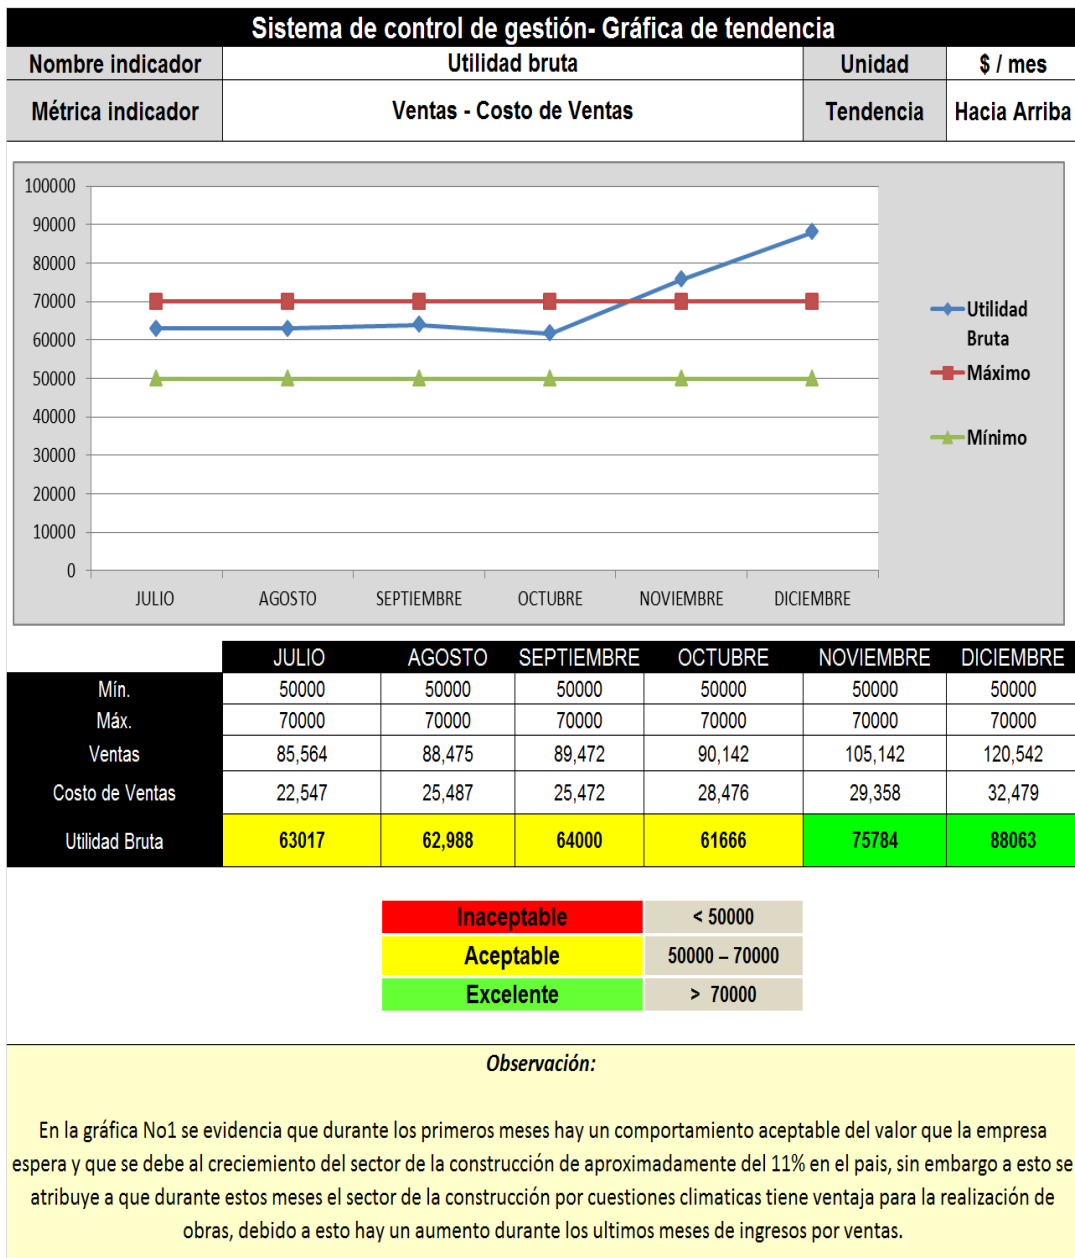 Sistema de control de gestión- Gráfica de tendencia
Nombre indicador Utilidad bruta Unidad $ / mes
Métrica indicador Ventas - Costo de Ventas Tendencia Hacia Arriba
100000
90000
80000
70000
60000
50000
40000
30000
20000
10000
0
JULIO AGOSTO SEPTIEMBRE OCTUBRE NOVIEMBRE DICIEMBRE
Utilidad
Bruta
Máximo
Mínimo
JULIO AGOSTO SEPTIEMBRE OCTUBRE NOVIEMBRE DICIEMBRE
Mín. 50000 50000 50000 50000 50000 50000
Máx. 70000 70000 70000 70000 70000 70000
Ventas 85,564 88,475 89,472 90,142 105,142 120,542
Costo de Ventas 22,547 25,487 25,472 28,476 29,358 32,479
Utilidad Bruta 63017 62,988 64000 61666 75784 88063
Inaceptable < 50000
Aceptable 50000 – 70000
Excelente > 70000
Observación:
En la gráfica No1 se evidencia que durante los primeros meses hay un comportamiento aceptable del valor que la empresa
espera y que se debe al creciemiento del sector de la construcción de aproximadamente del 11% en el pais, sin embargo a esto se
atribuye a que durante estos meses el sector de la construcción por cuestiones climaticas tiene ventaja para la realización de
obras, debido a esto hay un aumento durante los ultimos meses de ingresos por ventas.